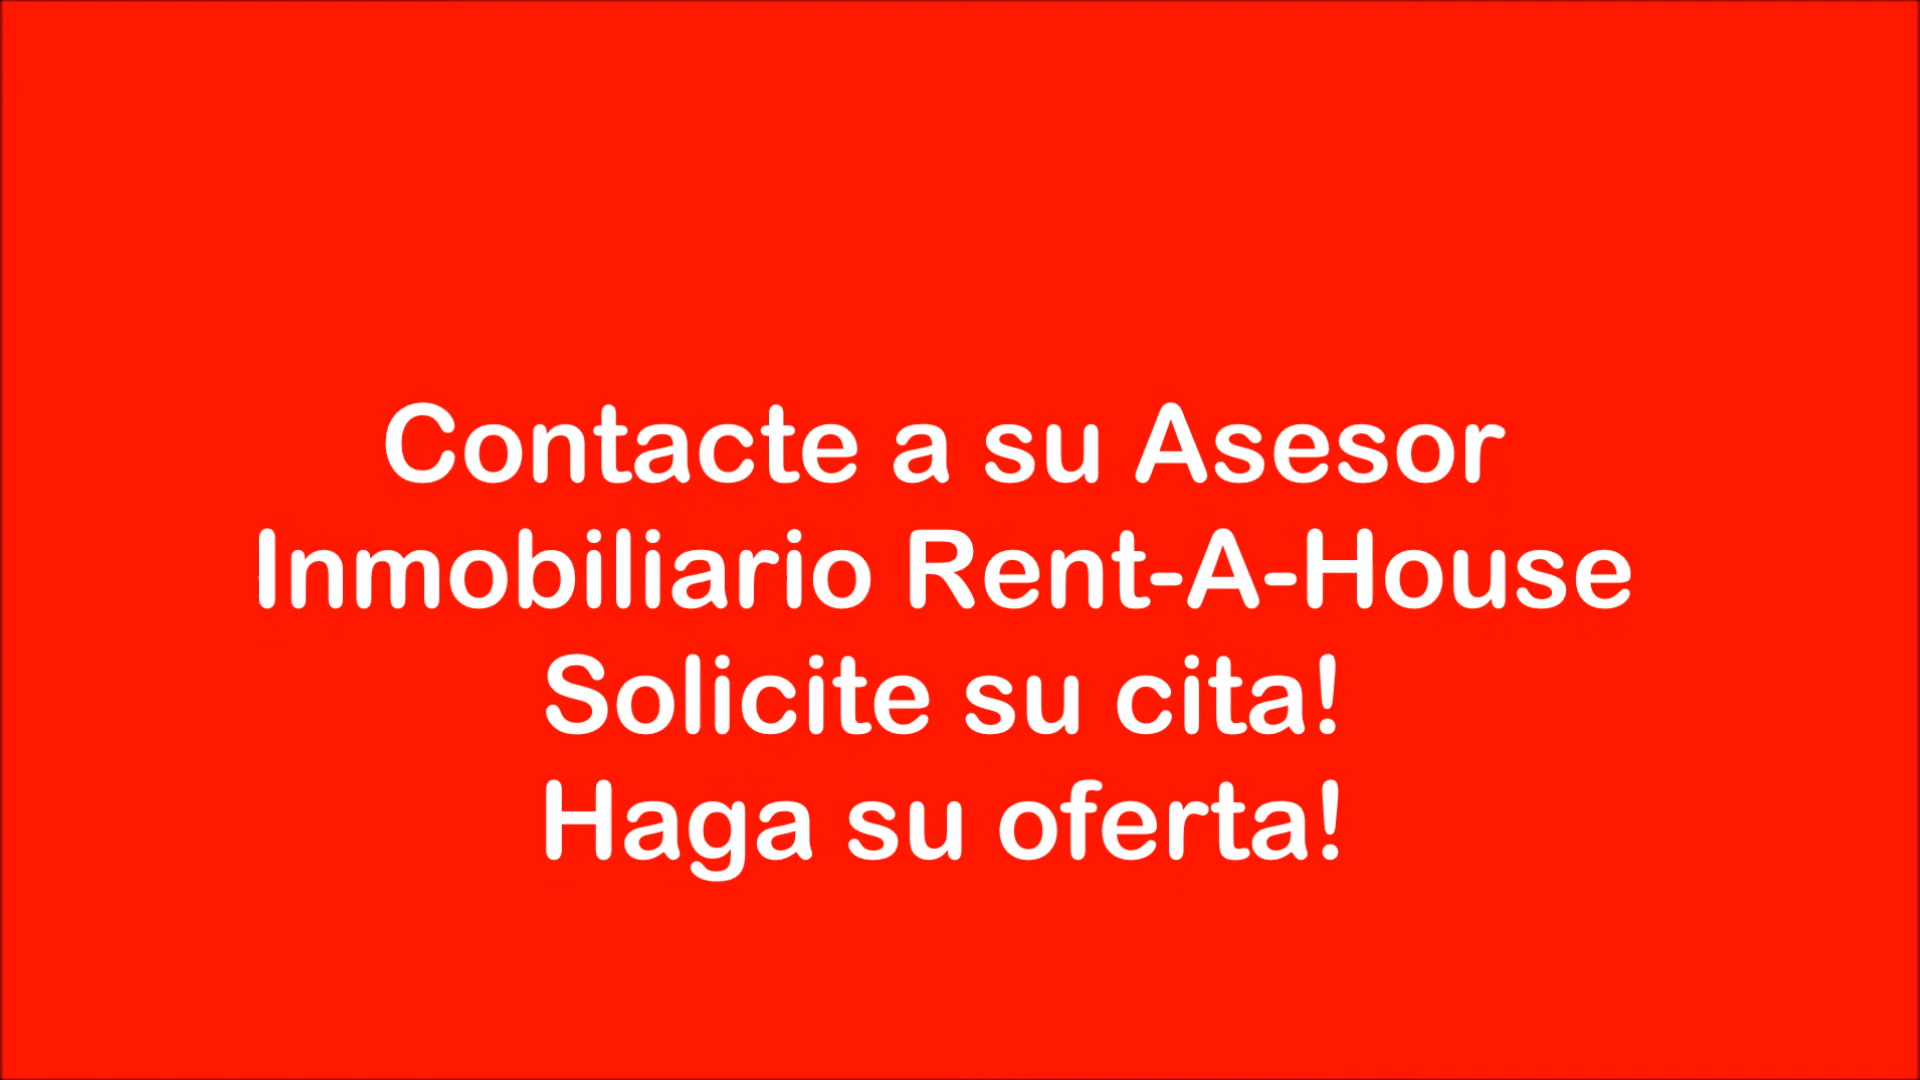 Contacte a su Asesor
Inmobiliario Rent-A-House
Solicite su cita!
Haga su oferta!